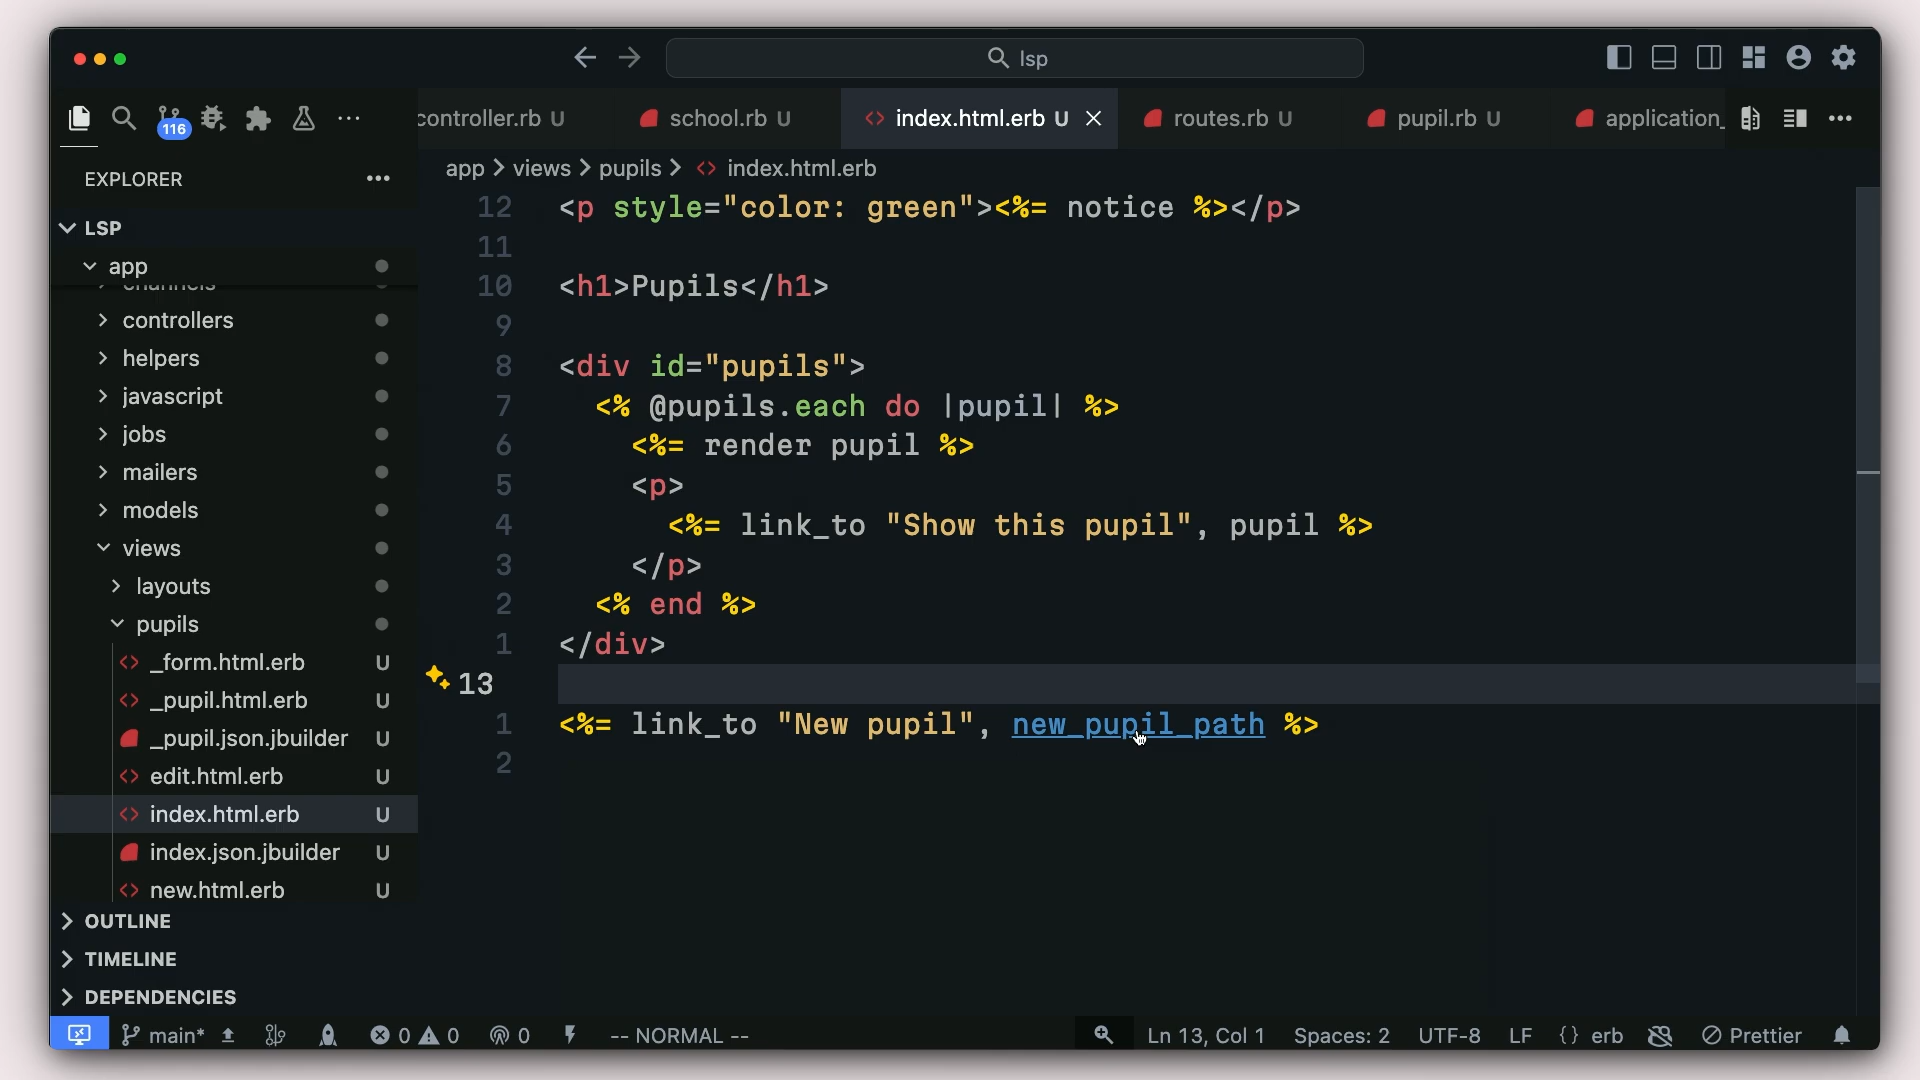 lsp
116
controller.rb U
school.rb U
<> index.html.erb U
routes.rb U
pupil.rb U
application_
EXPLORER
app > views > pupils > <> index.html.erb
LSP
app
channels
controllers
helpers
javascript
jobs
mailers
models
views
layouts
pupils
<> _form.html.erb U
<> _pupil.html.erb U
_pupil.json.jbuilder U
<> edit.html.erb U
<> index.html.erb U
index.json.jbuilder U
<> new.html.erb U
OUTLINE
TIMELINE
DEPENDENCIES
12 <p style="color: green"><%= notice %></p>
11
10 <h1>Pupils</h1>
9
8 <div id="pupils">
7 <% @pupils.each do |pupil| %>
6 <%= render pupil %>
5 <p>
4 <%= link_to "Show this pupil", pupil %>
3 </p>
2 <% end %>
1 </div>
13
1 <%= link_to "New pupil", new_pupil_path %>
2
main* 0 0 0 -- NORMAL -- Ln 13, Col 1 Spaces: 2 UTF-8 LF {} erb Prettier